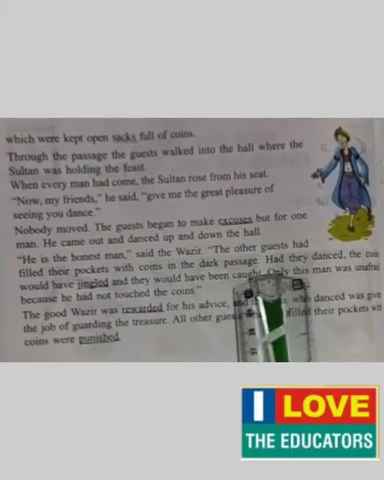 which were kept open sacks full of coins.
Through the passage the guests walked into the hall where the
Sultan was holding the feast.
When every man had come, the Sultan rose from his seat.
"Now, my friends," he said, "give me the great pleasure of
seeing you dance."
Nobody moved. The guests began to make excuses but for one
man. He came out and danced up and down the hall.
"He is the honest man," said the Wazir. "The other guests had
filled their pockets with coins in the dark passage. Had they danced, the coins
would have jingled and they would have been caught. Only this man was unafraid
because he had not touched the coins."
The good Wazir was rewarded for his advice, and who danced was given
the job of guarding the treasure. All other filled their pockets with
coins were punished.
I LOVE
THE EDUCATORS